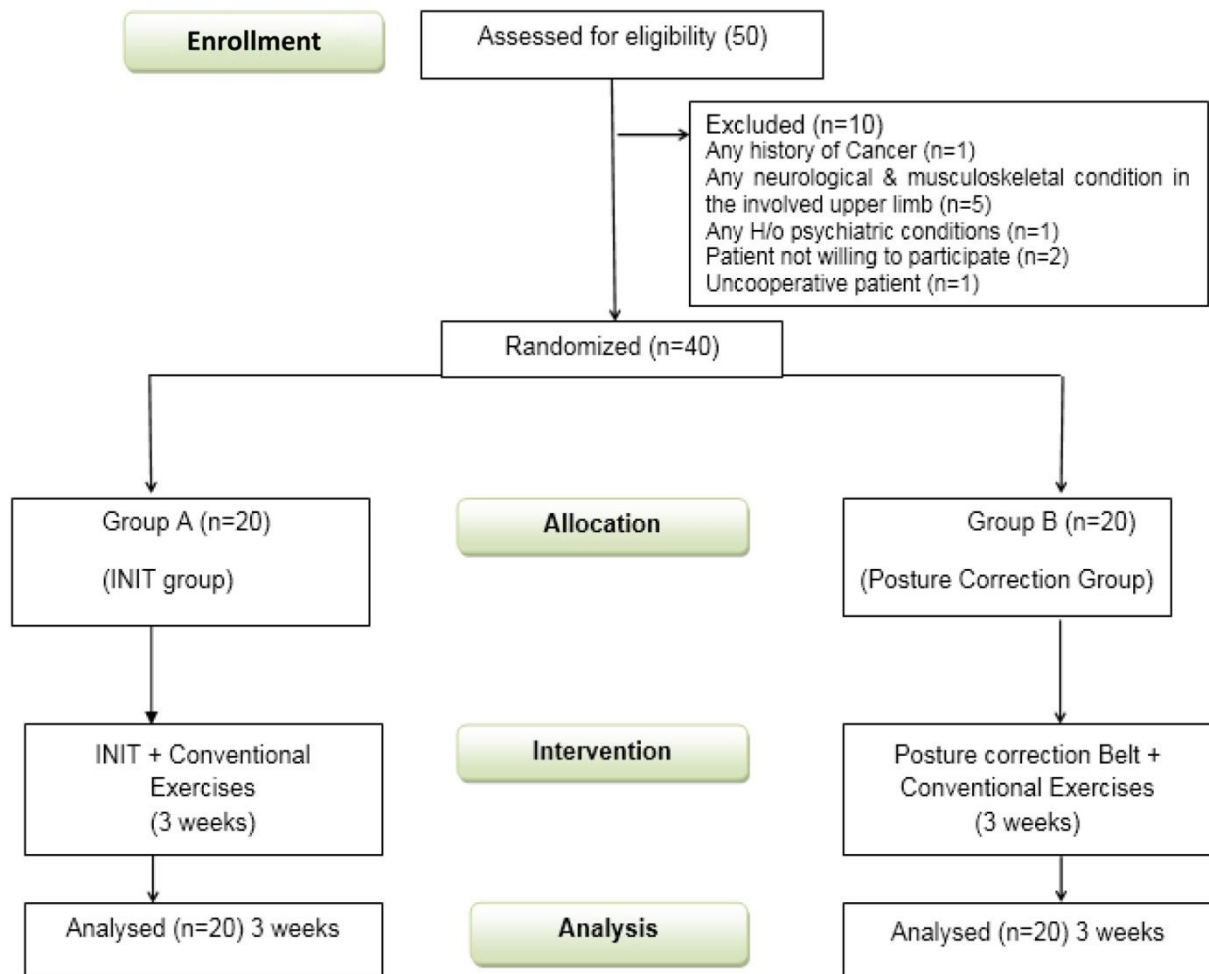 Enrollment
Assessed for eligibility (50)
Excluded (n=10)
Any history of Cancer (n=1)
Any neurological & musculoskeletal condition in
the involved upper limb (n=5)
Any H/o psychiatric conditions (n=1)
Patient not willing to participate (n=2)
Uncooperative patient (n=1)
Randomized (n=40)
Group A (n=20)
(INIT group)
Allocation
Group B (n=20)
(Posture Correction Group)
INIT + Conventional
Exercises
(3 weeks)
Intervention
Posture correction Belt +
Conventional Exercises
(3 weeks)
Analysed (n=20) 3 weeks
Analysis
Analysed (n=20) 3 weeks